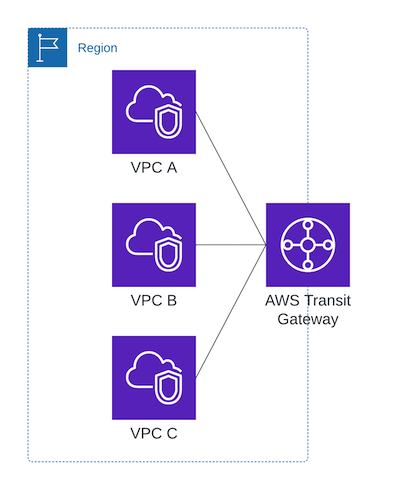 Region
VPC A
VPC B
AWS Transit
Gateway
VPC C